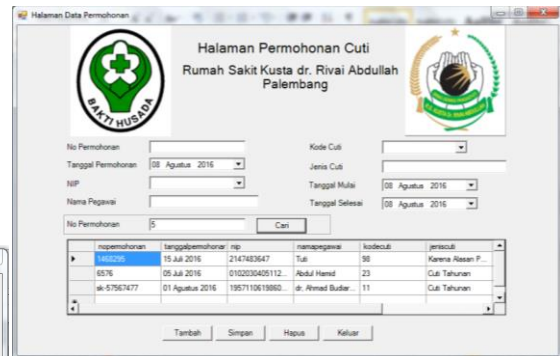 Halaman Data Permohonan
Halaman Permohonan Cuti
Rumah Sakit Kusta dr. Rivai Abdullah
Palembang
BAKTI HUSADA
No Permohonan
Kode Cuti
Tanggal Permohonan 08 Agustus 2016
Jenis Cuti
NIP
Tanggal Mulai 08 Agustus 2016
Nama Pegawai
Tanggal Selesai 08 Agustus 2016
No Permohonan 5 Cari
nopermohonan tanggalpermohonar nip namapegawai kodecuti jeniscuti
1468295 15 Juli 2016 2147483647 Tuti 98 Karena Alasan P...
6576 05 Juli 2016 0102030405112... Abdul Hamid 23 Cuti Tahunan
sk-57567477 01 Agustus 2016 1957110619860... dr. Ahmad Budiar... 11 Cuti Tahunan
Tambah Simpan Hapus Keluar